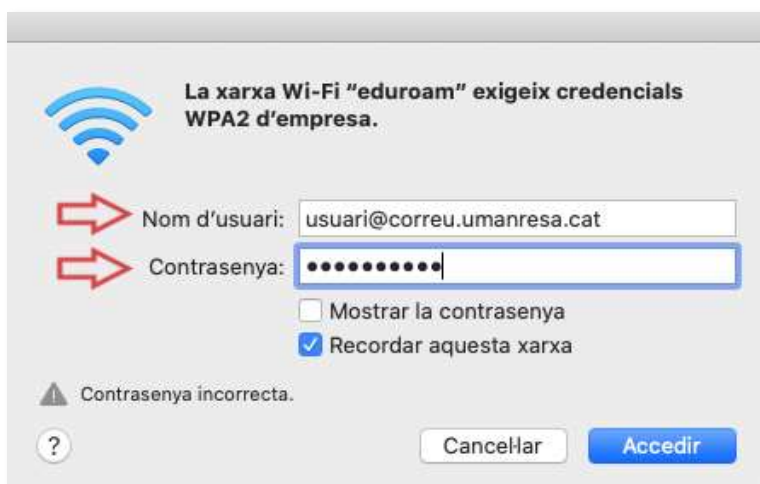 La xarxa Wi-Fi “eduroam” exigeix credencials
WPA2 d’empresa.
Nom d’usuari: usuari@correu.umanresa.cat
Contrasenya: ••••••••••
Mostrar la contrasenya
Recordar aquesta xarxa
Contrasenya incorrecta.
? Cancel·lar Accedir